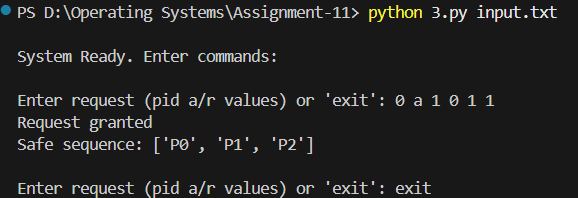 PS D:\Operating Systems\Assignment-11> python 3.py input.txt
System Ready. Enter commands:
Enter request (pid a/r values) or 'exit': 0 a 1 0 1 1
Request granted
Safe sequence: ['P0', 'P1', 'P2']
Enter request (pid a/r values) or 'exit': exit